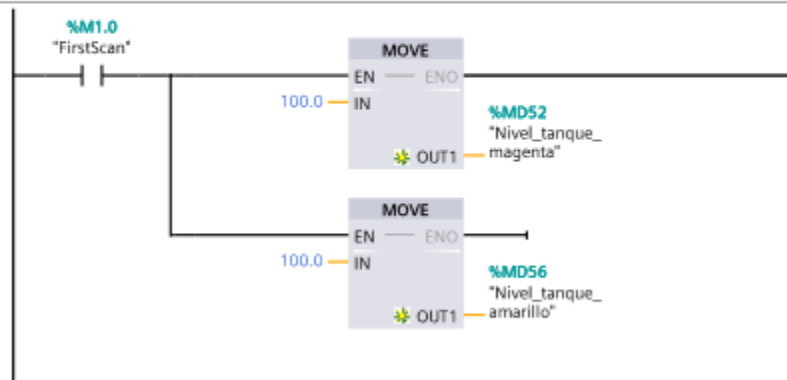 %M1.0
"FirstScan"
MOVE
EN
ENO
100.0
IN
%MD52
"Nivel_tanque_
magenta"
OUT1
MOVE
EN
ENO
100.0
IN
%MD56
"Nivel_tanque_
amarillo"
OUT1